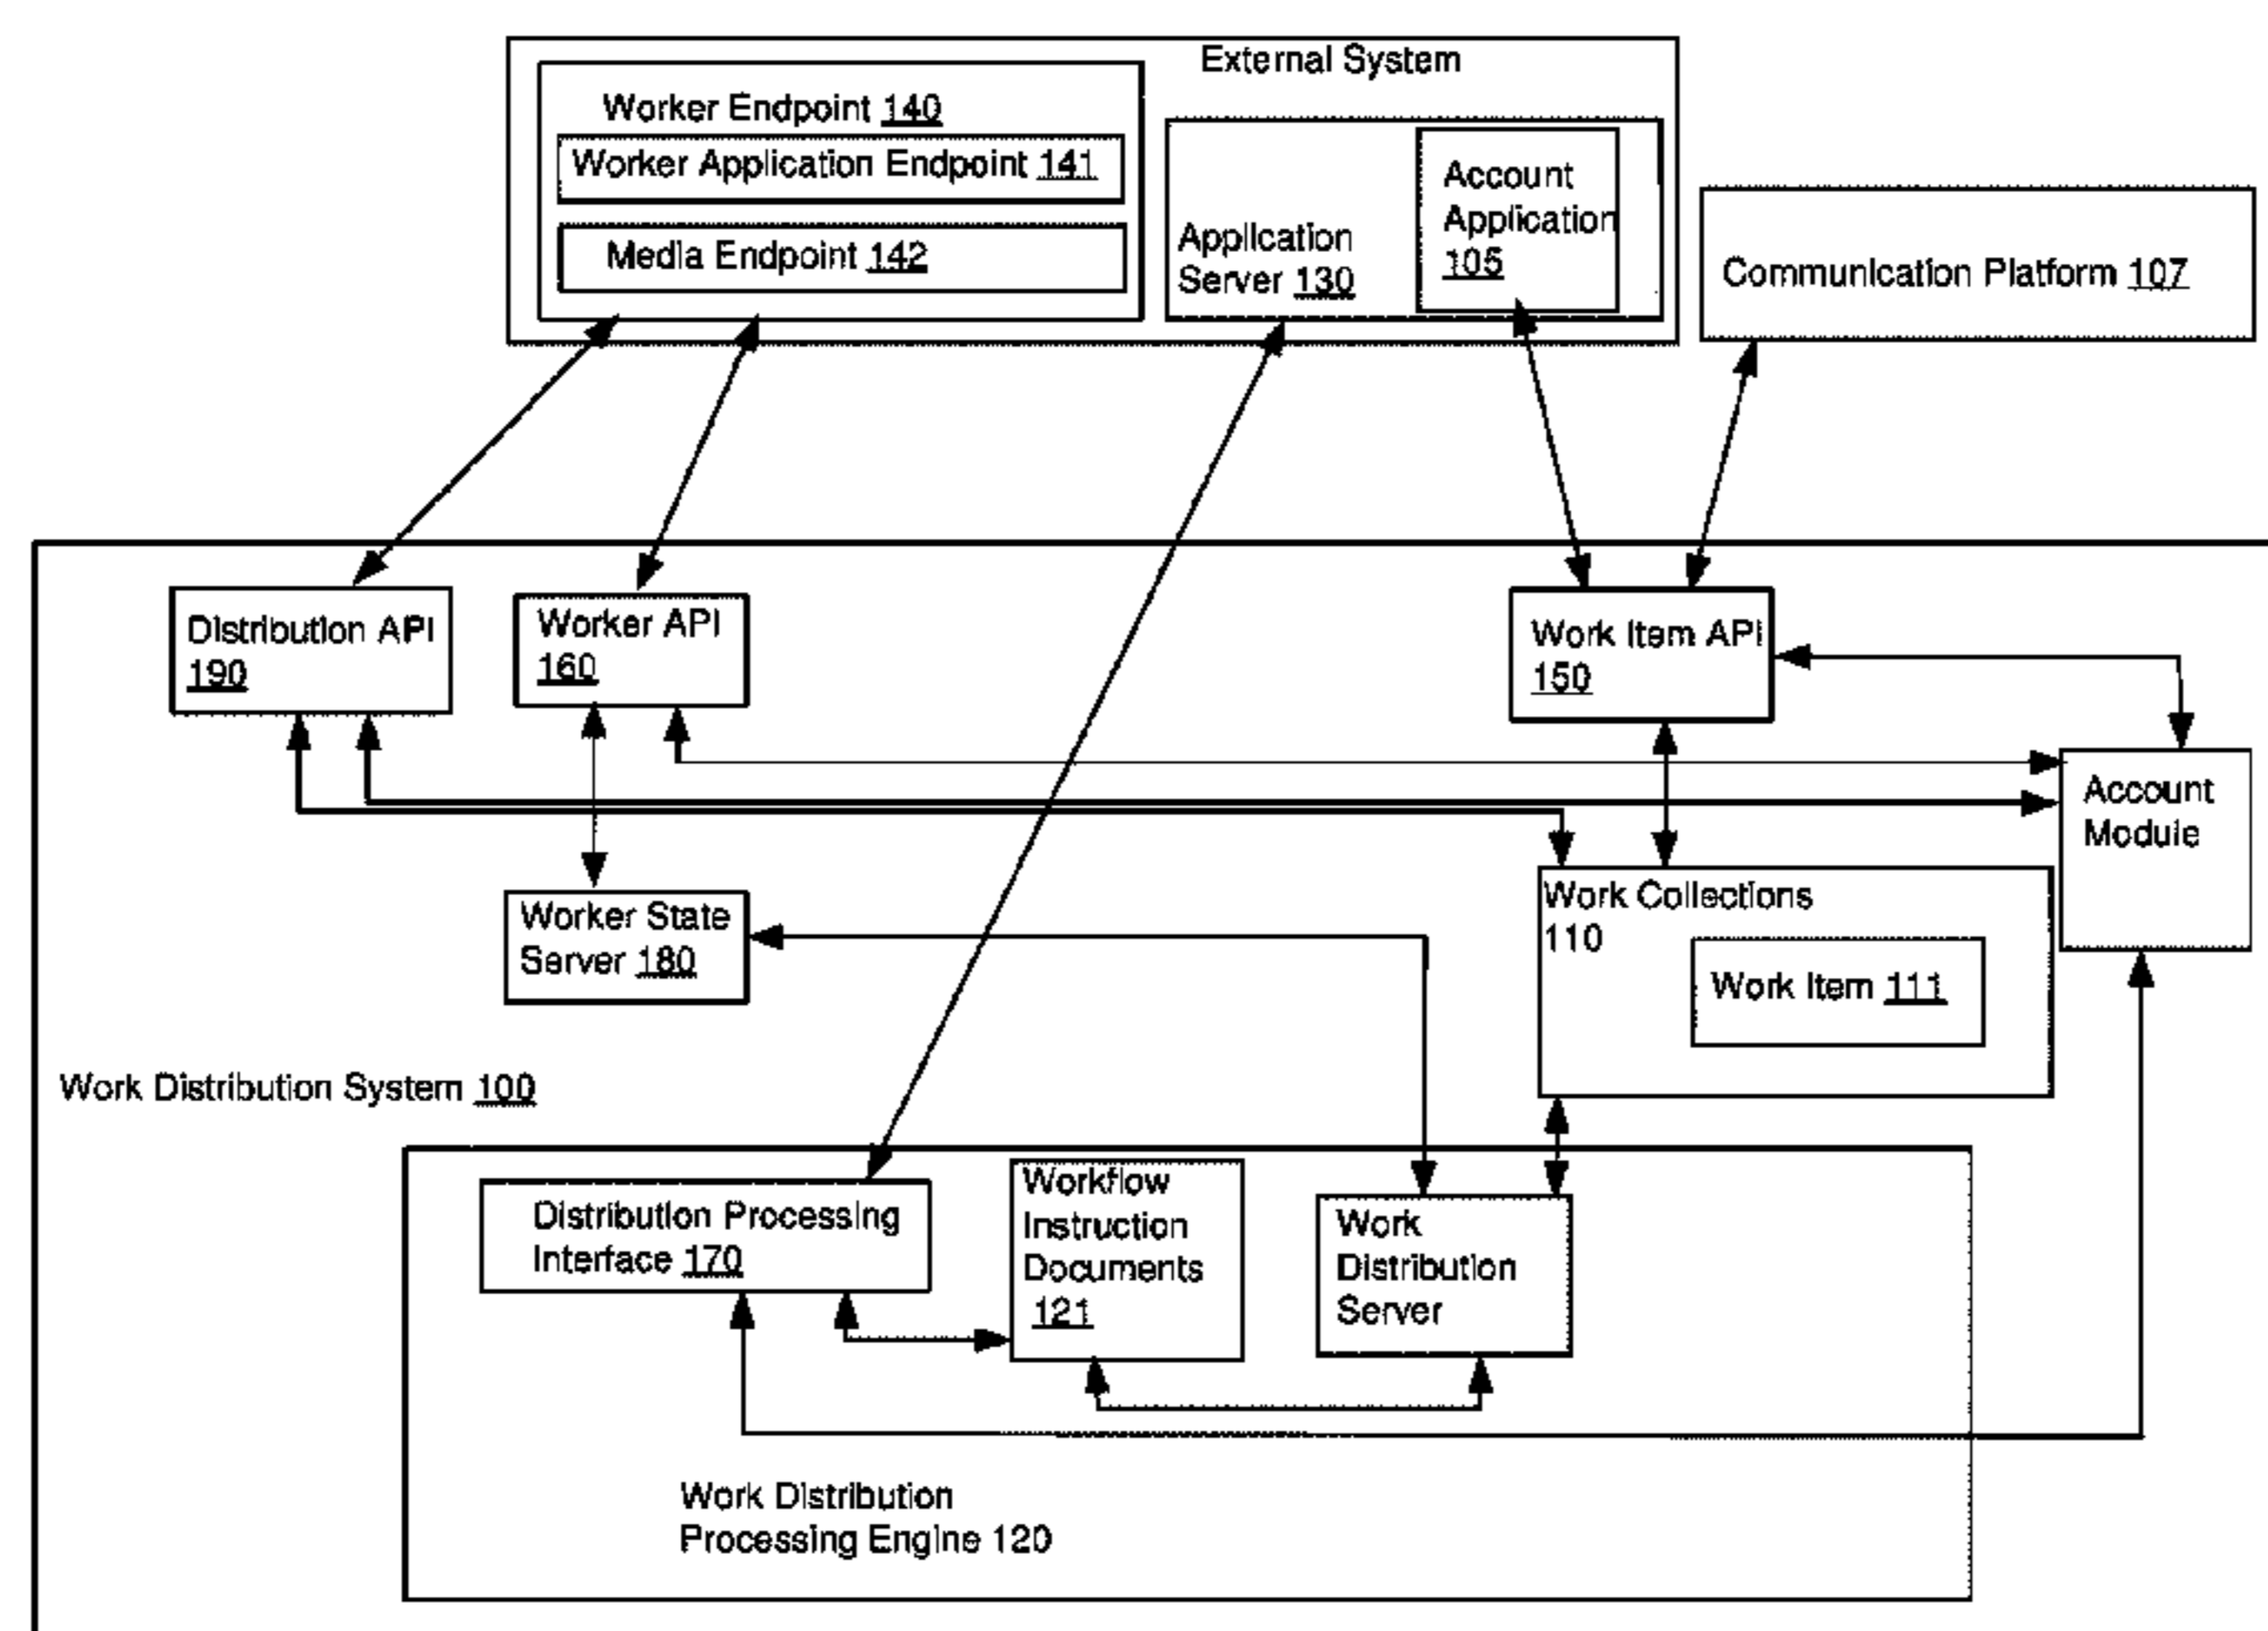 External System
Worker Endpoint 140
Worker Application Endpoint 141
Media Endpoint 142
Application
Server 130
Account
Application
105
Communication Platform 107
Distribution API
190
Worker API
160
Work Item API
150
Account
Module
Worker State
Server 180
Work Collections
110
Work Item 111
Work Distribution System 100
Distribution Processing
Interface 170
Workflow
Instruction
Documents
121
Work
Distribution
Server
Work Distribution
Processing Engine 120